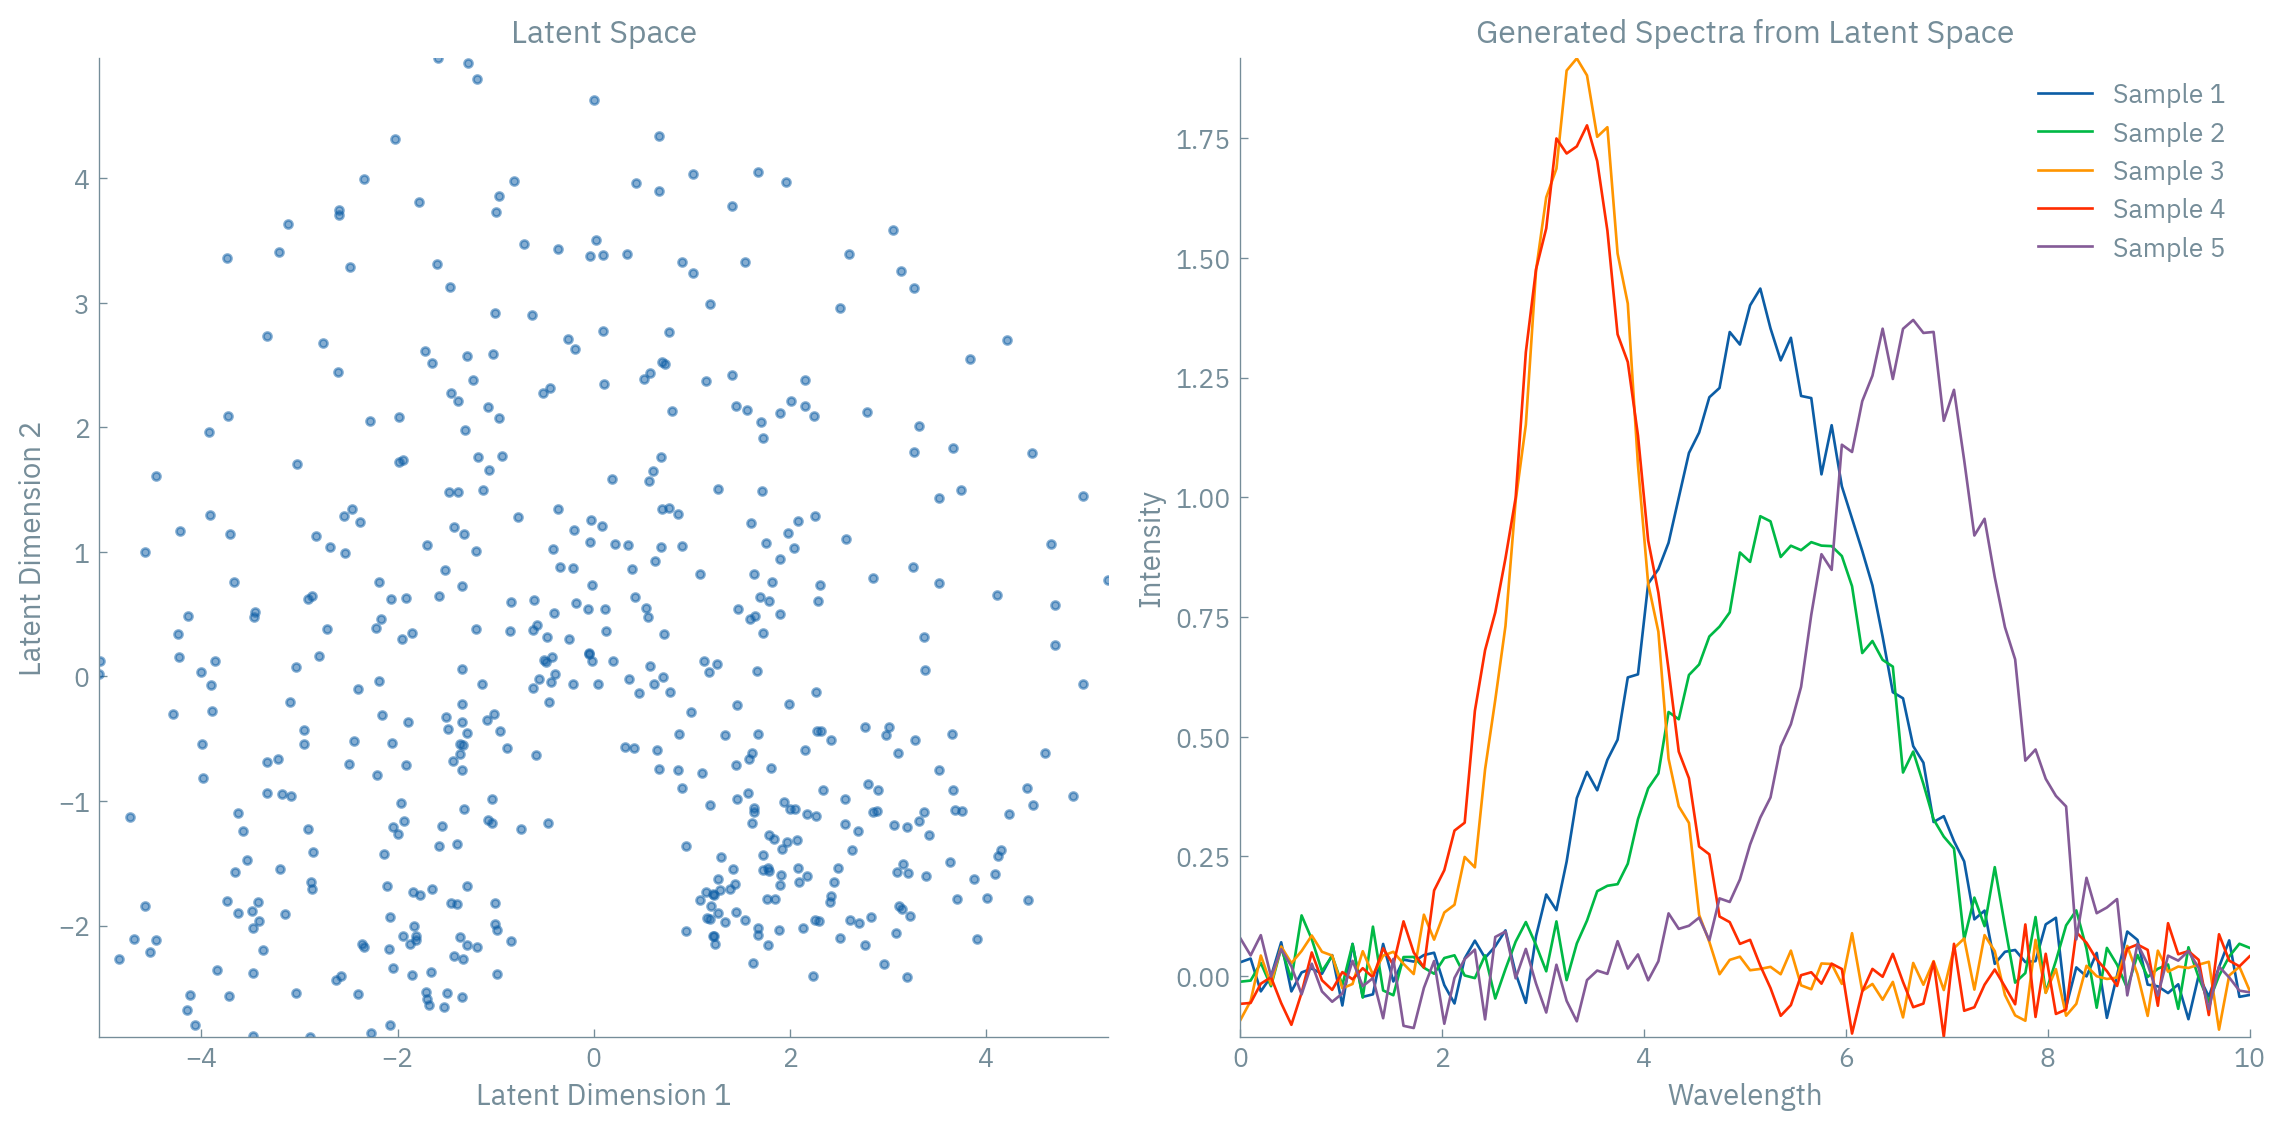 Latent Space
4
3
2
1
0
−1
−2
Latent Dimension 2
−4
−2
0
2
4
Latent Dimension 1
Generated Spectra from Latent Space
1.75
1.50
1.25
1.00
0.75
0.50
0.25
0.00
Intensity
0
2
4
6
8
10
Wavelength
Sample 1
Sample 2
Sample 3
Sample 4
Sample 5